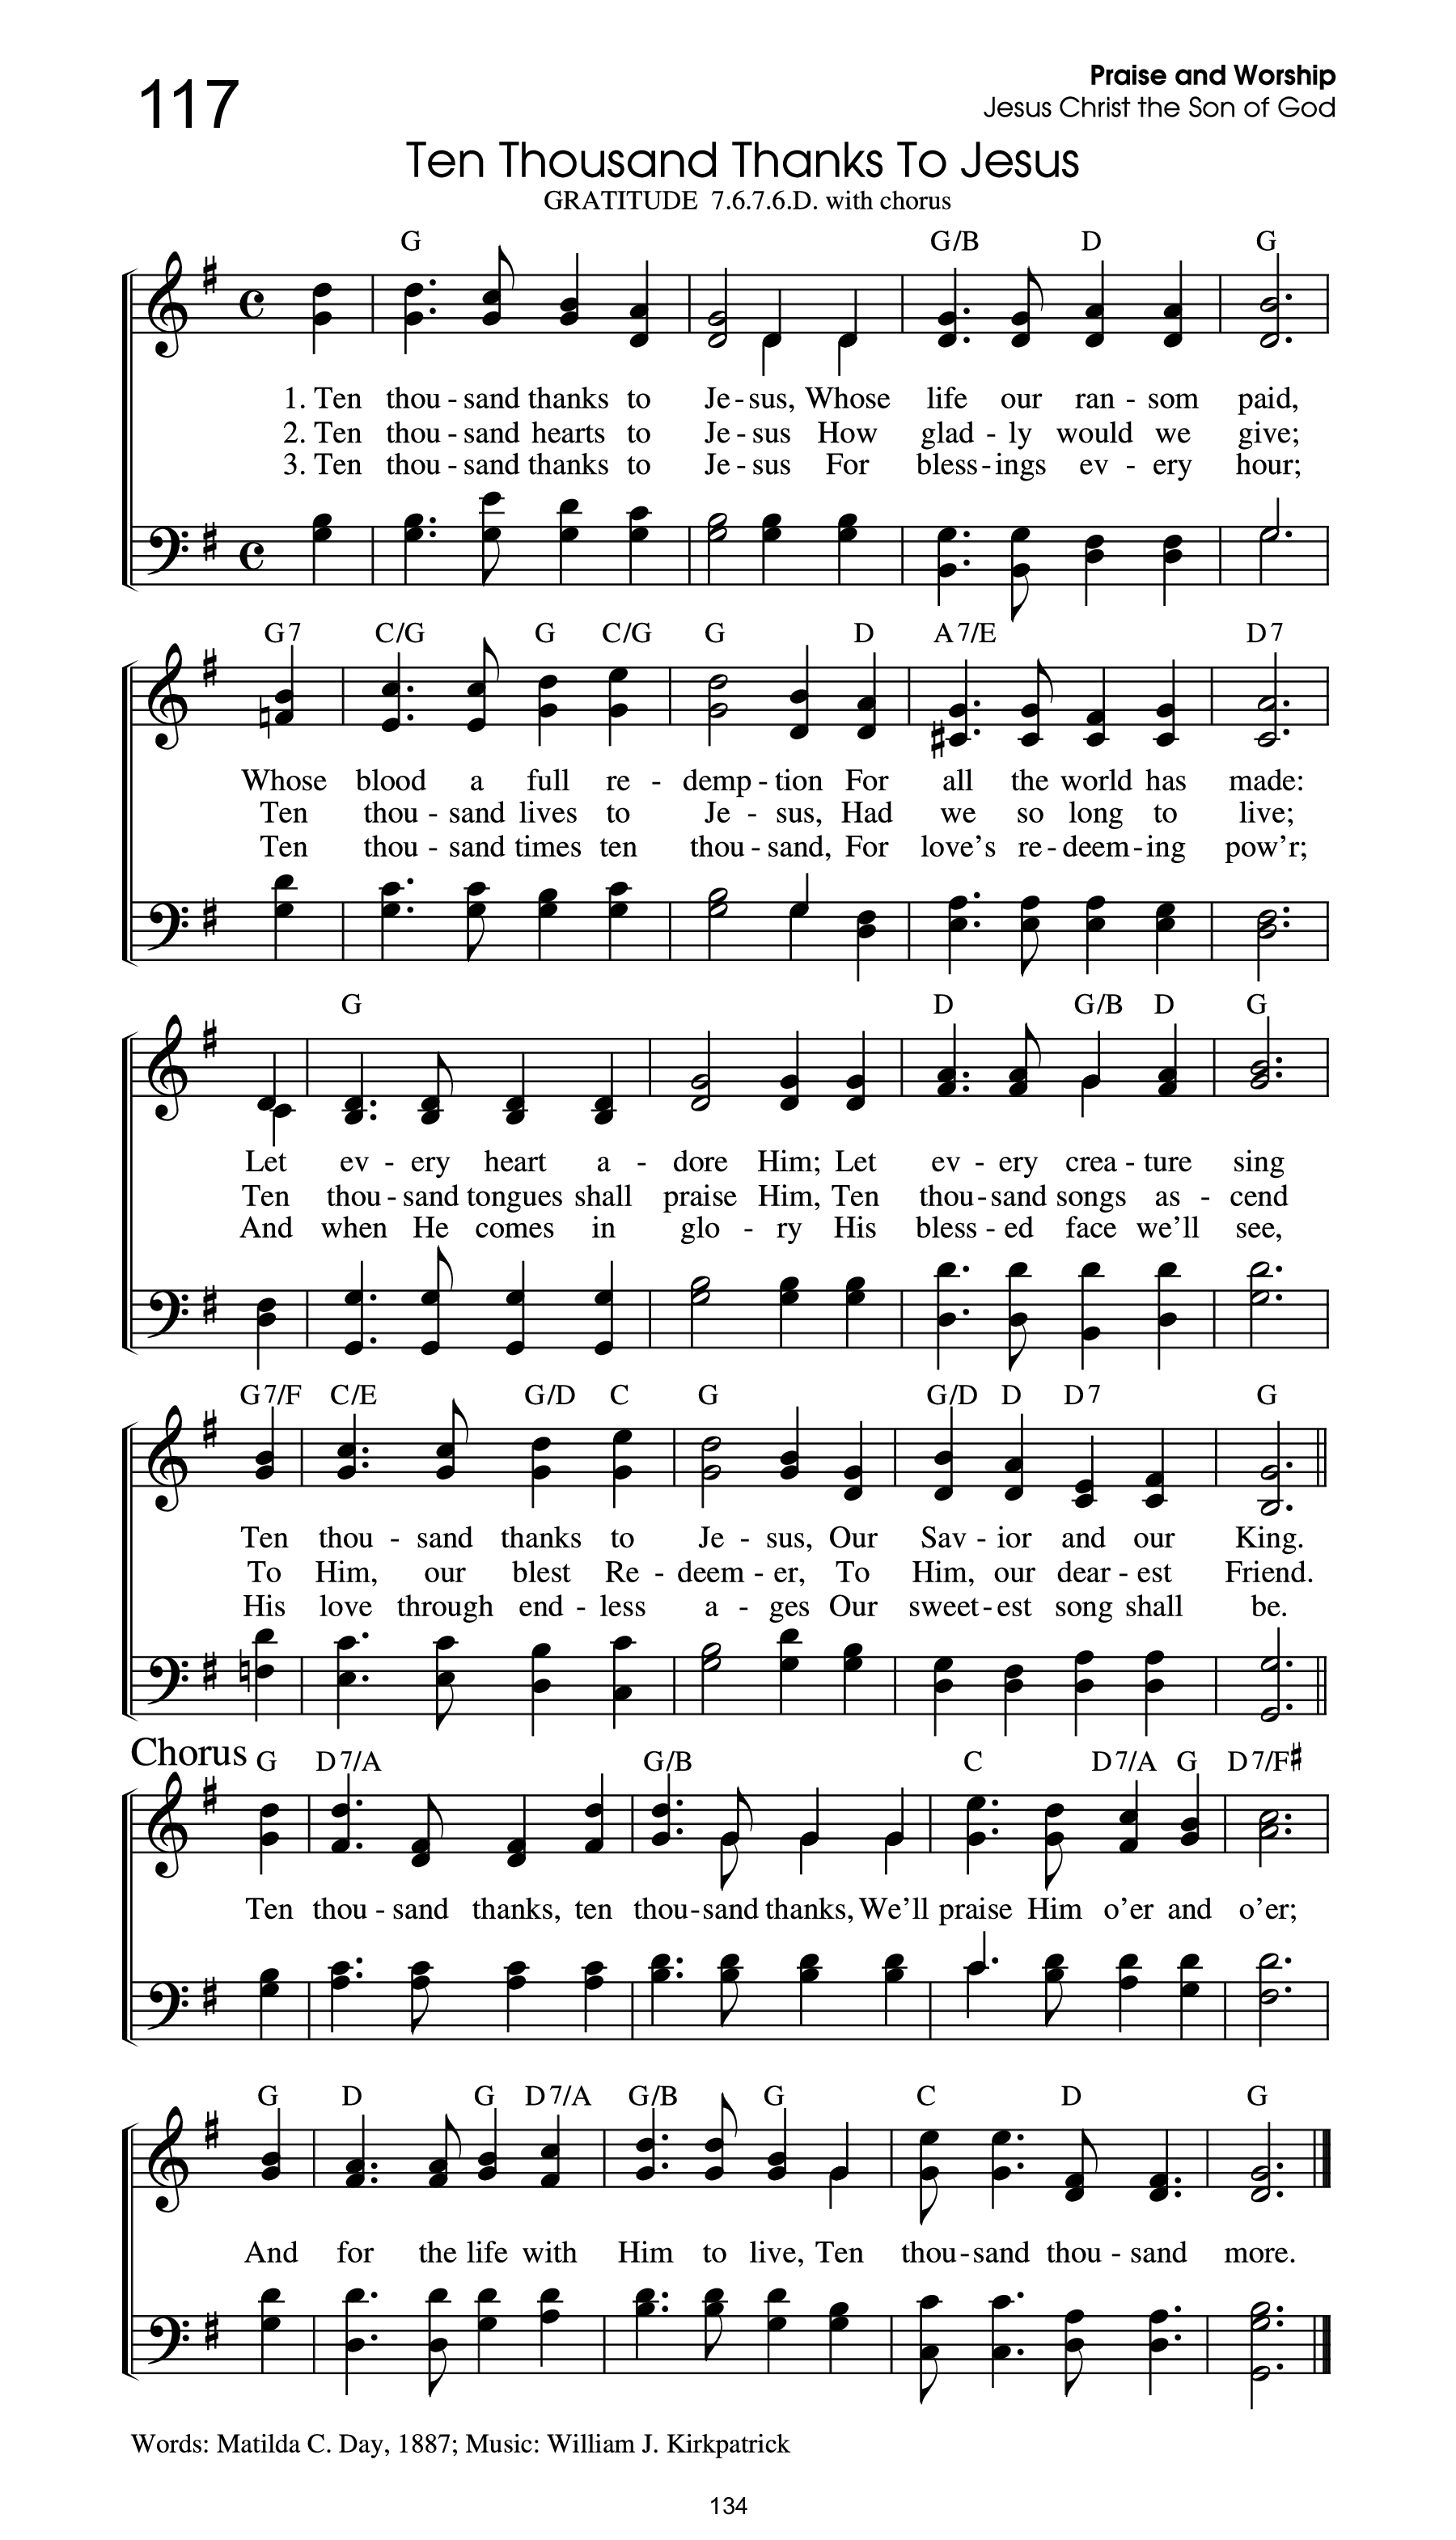 117
Praise and Worship
Jesus Christ the Son of God
Ten Thousand Thanks To Jesus
GRATITUDE 7.6.7.6.D. with chorus
G G/B D G
1. Ten thou - sand thanks to Je - sus, Whose life our ran - som paid,
2. Ten thou - sand hearts to Je - sus How glad - ly would we give;
3. Ten thou - sand thanks to Je - sus For bless - ings ev - ery hour;
G7 C/G G C/G G D A7/E D7
Whose blood a full re - demp - tion For all the world has made:
Ten thou - sand lives to Je - sus, Had we so long to live;
Ten thou - sand times ten thou - sand, For love's re - deem - ing pow'r;
G D G/B D G
Let ev - ery heart a - dore Him; Let ev - ery crea - ture sing
Ten thou - sand tongues shall praise Him, Ten thou - sand songs as - cend
And when He comes in glo - ry His bless - ed face we'll see,
G7/F C/E G/D C G G/D D D7 G
Ten thou - sand thanks to Je - sus, Our Sav - ior and our King.
To Him, our blest Re - deem - er, To Him, our dear - est Friend.
His love through end - less a - ges Our sweet - est song shall be.
Chorus G D7/A G/B C D7/A G D7/F♯
Ten thou - sand thanks, ten thou - sand thanks, We'll praise Him o'er and o'er;
G D G D7/A G/B G C D G
And for the life with Him to live, Ten thou - sand thou - sand more.
Words: Matilda C. Day, 1887; Music: William J. Kirkpatrick
134